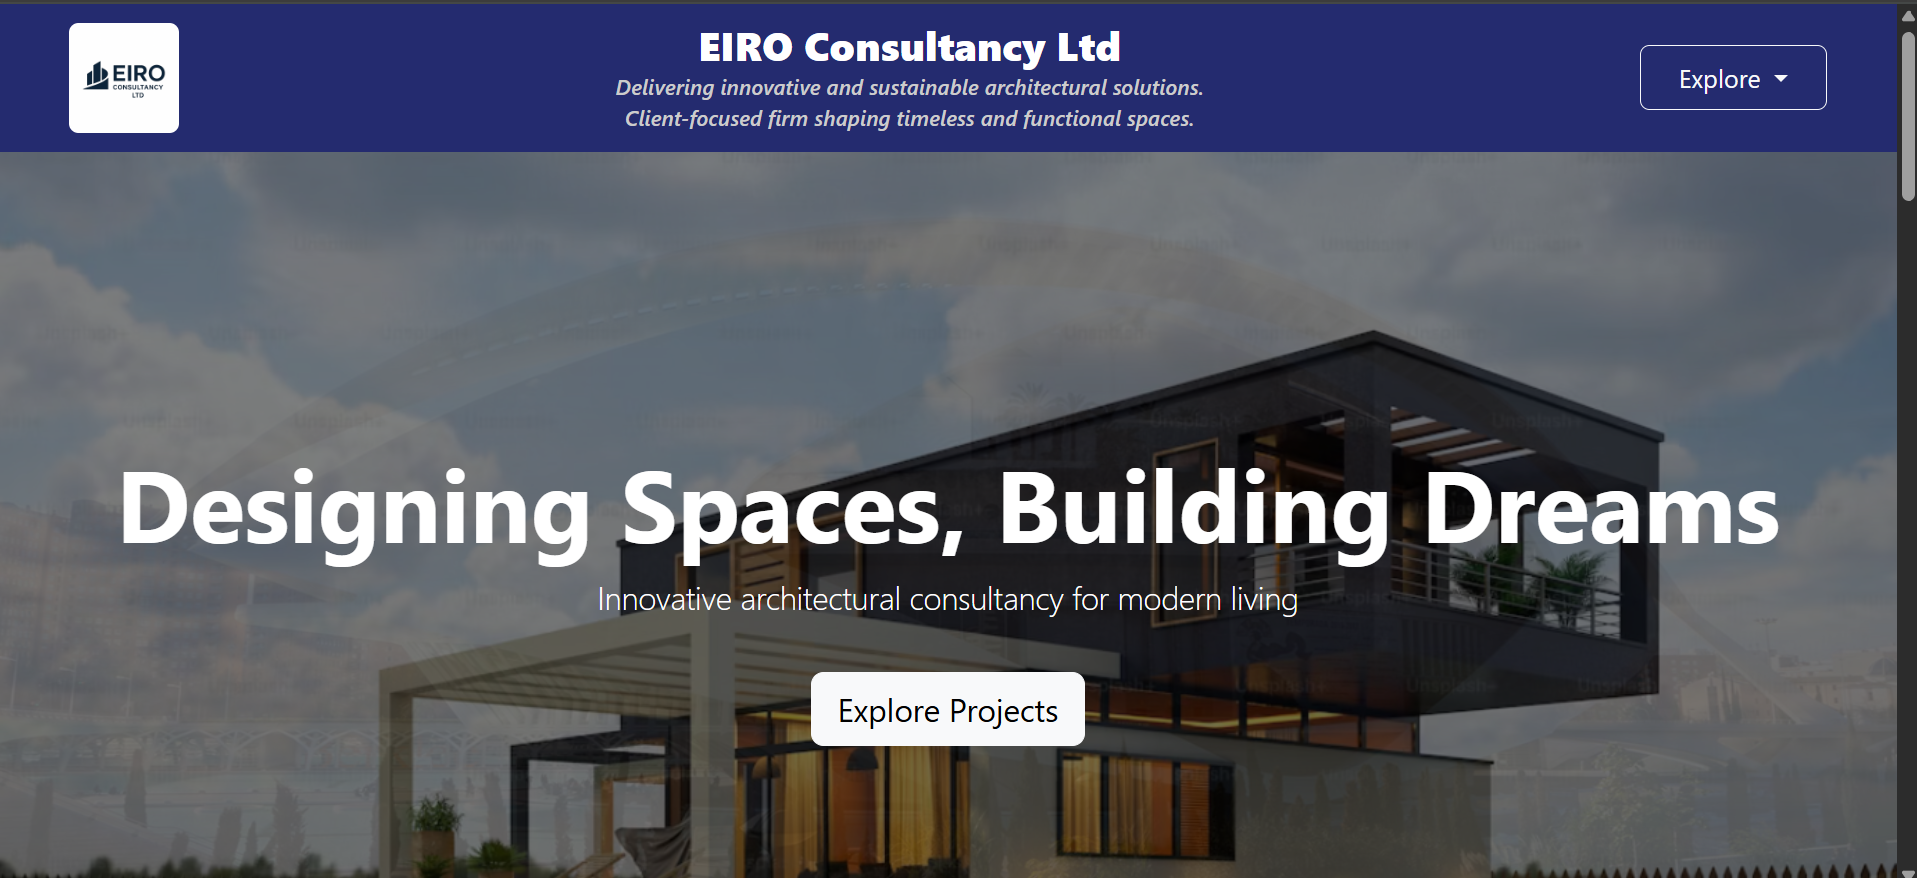 EIRO
CONSULTANCY
LTD
EIRO Consultancy Ltd
Delivering innovative and sustainable architectural solutions.
Client-focused firm shaping timeless and functional spaces.
Explore
Unsplash+
Designing Spaces, Building Dreams
Innovative architectural consultancy for modern living
Explore Projects